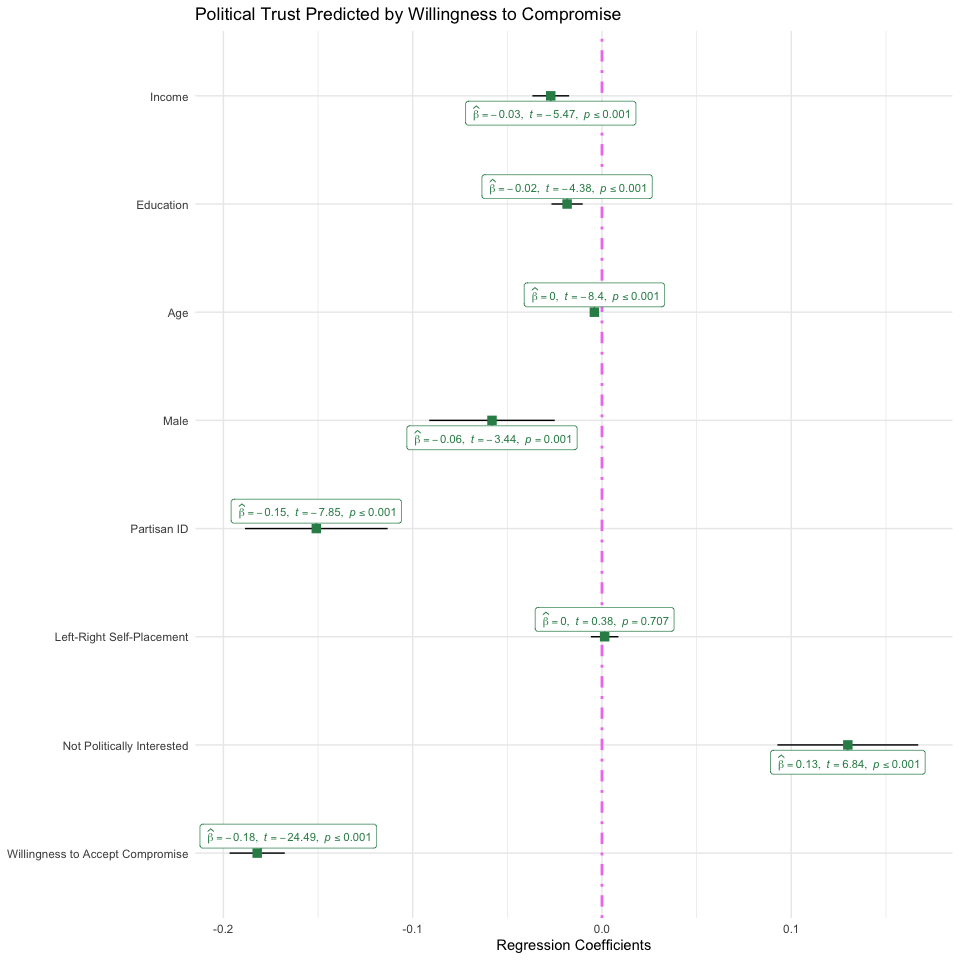 Political Trust Predicted by Willingness to Compromise
Income
β̂ = −0.03, t = −5.47, p ≤ 0.001
β̂ = −0.02, t = −4.38, p ≤ 0.001
Education
β̂ = 0, t = −8.4, p ≤ 0.001
Age
Male
β̂ = −0.06, t = −3.44, p = 0.001
β̂ = −0.15, t = −7.85, p ≤ 0.001
Partisan ID
β̂ = 0, t = 0.38, p = 0.707
Left-Right Self-Placement
Not Politically Interested
β̂ = 0.13, t = 6.84, p ≤ 0.001
β̂ = −0.18, t = −24.49, p ≤ 0.001
Willingness to Accept Compromise
-0.2 -0.1 0.0 0.1
Regression Coefficients